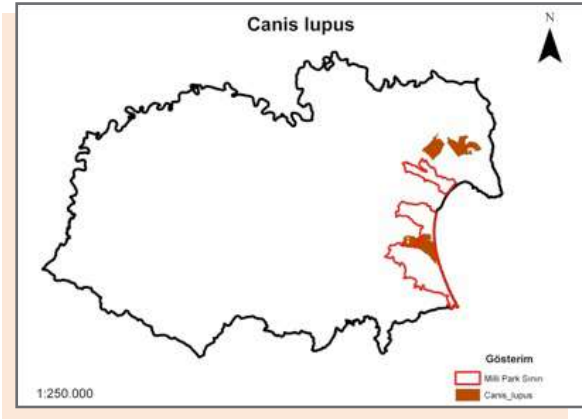 Canis lupus
N
Gösterim
Milli Park Sınırı
Canis_lupus
1:250.000